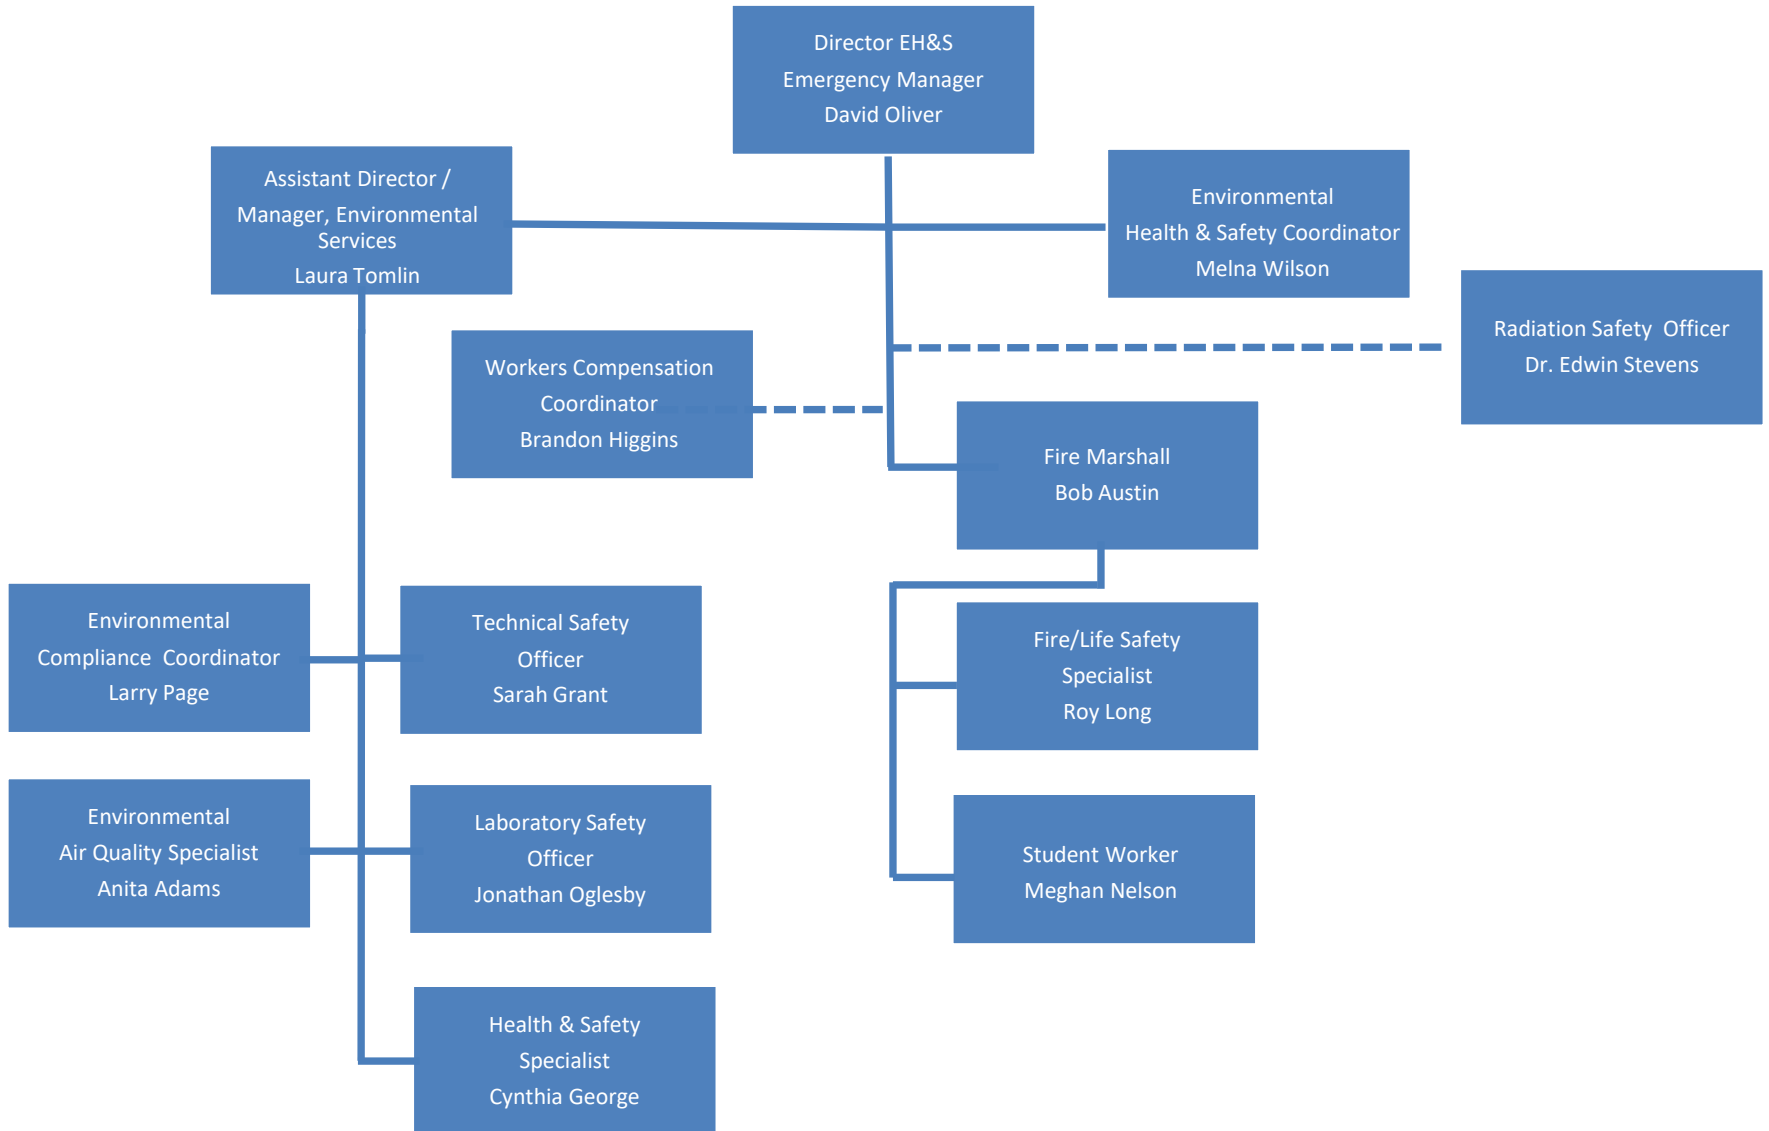 Director EH&S
Emergency Manager
David Oliver
Assistant Director /
Manager, Environmental
Services
Laura Tomlin
Environmental
Health & Safety Coordinator
Melna Wilson
Radiation Safety Officer
Dr. Edwin Stevens
Workers Compensation
Coordinator
Brandon Higgins
Fire Marshall
Bob Austin
Environmental
Compliance Coordinator
Larry Page
Technical Safety
Officer
Sarah Grant
Fire/Life Safety
Specialist
Roy Long
Environmental
Air Quality Specialist
Anita Adams
Laboratory Safety
Officer
Jonathan Oglesby
Student Worker
Meghan Nelson
Health & Safety
Specialist
Cynthia George